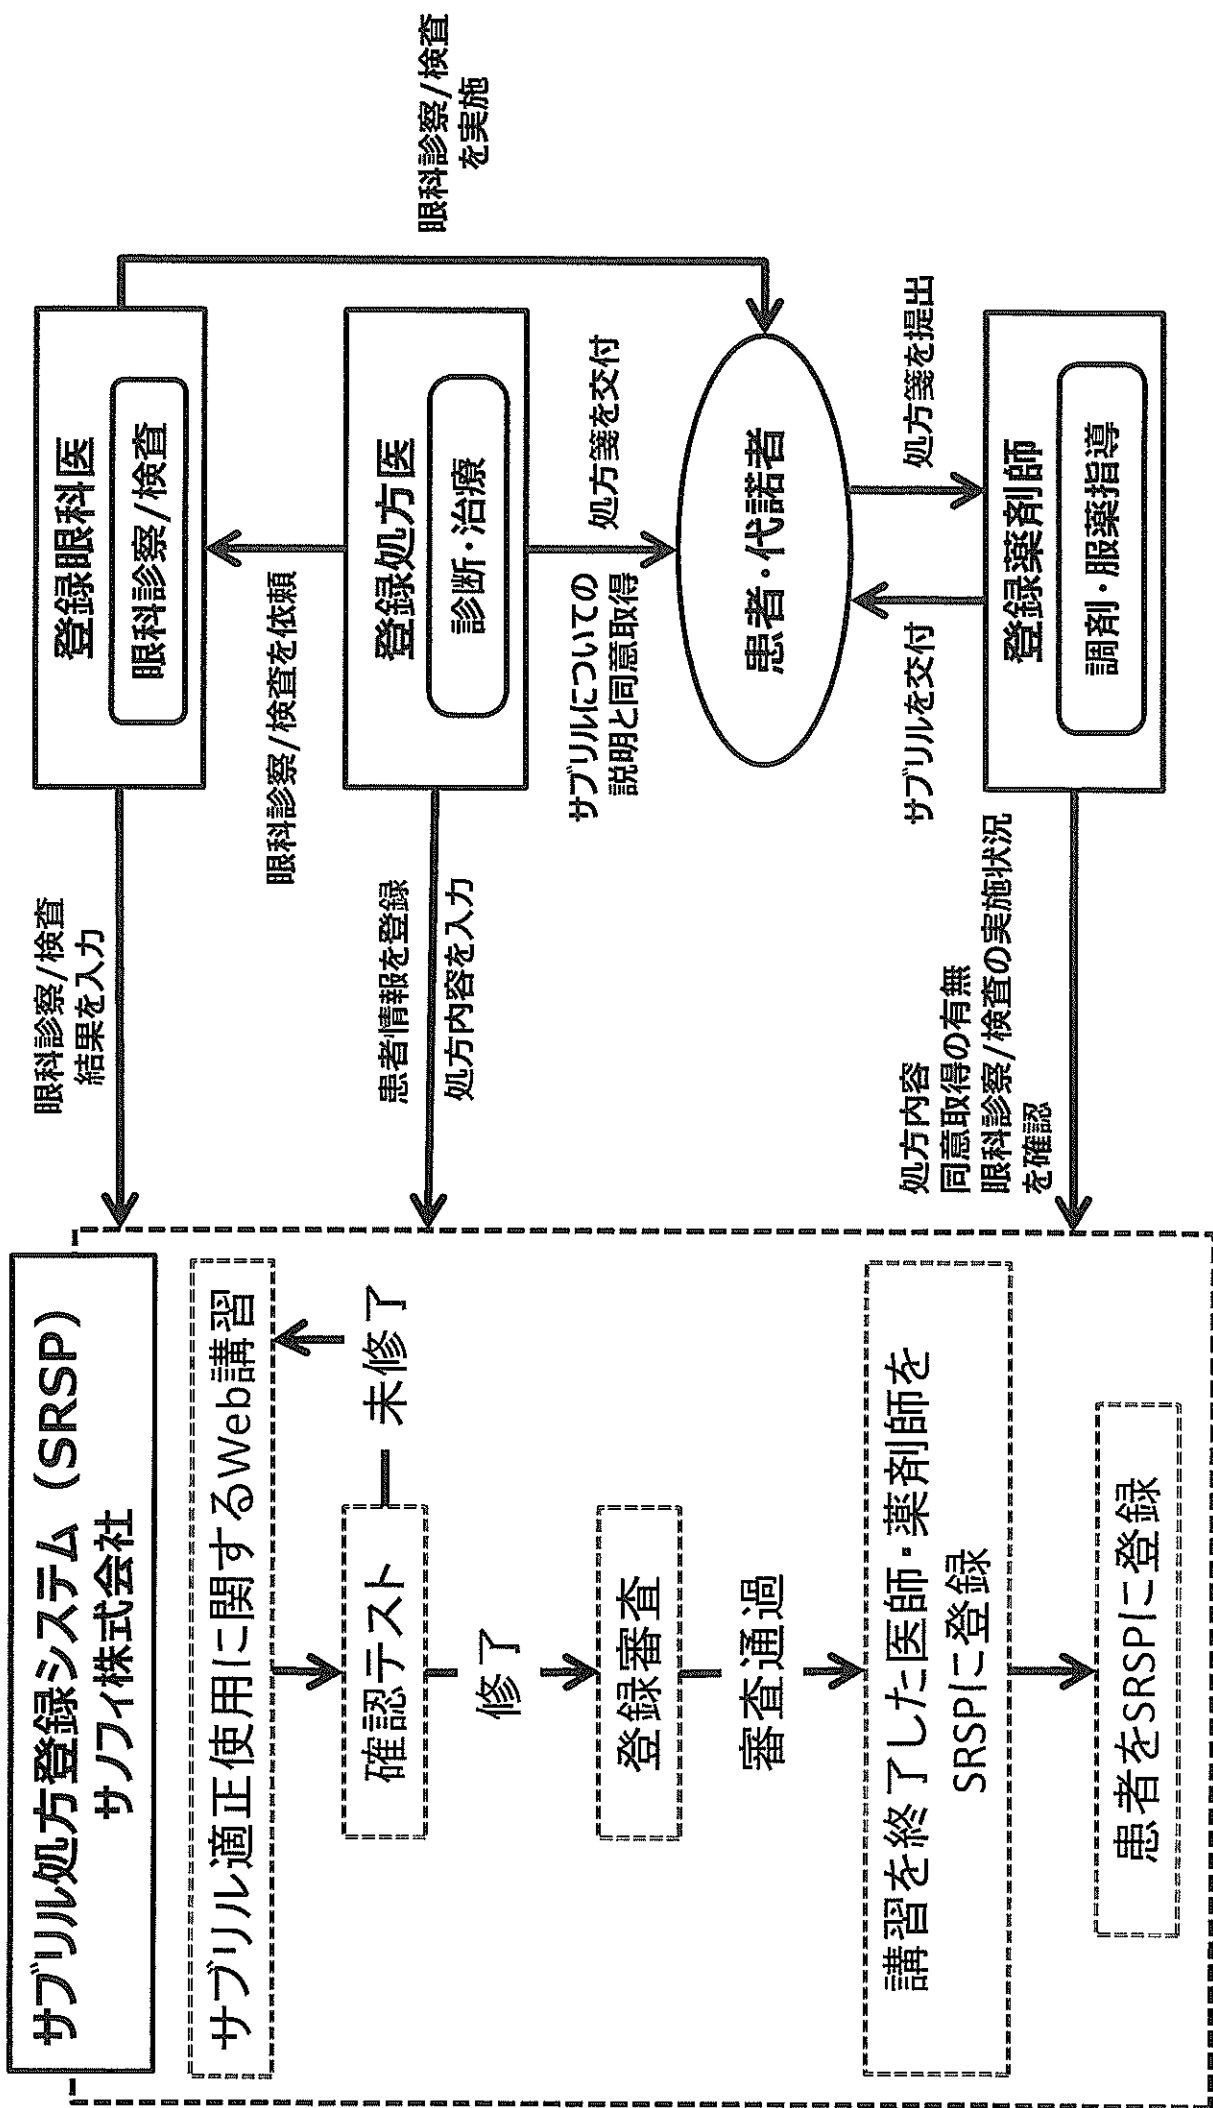 サブリル処方登録システム（SRSP）
サノフィ株式会社
サブリル適正使用に関するWeb講習
確認テスト
未修了
修了
登録審査
審査通過
講習を終了した医師・薬剤師を
SRSPに登録
患者をSRSPに登録
眼科診察/検査
結果を入力
患者情報を登録
処方内容を入力
処方内容
同意取得の有無
眼科診察/検査の実施状況
を確認
登録眼科医
眼科診察/検査
眼科診察/検査を依頼
登録処方医
診断・治療
サブリルについての
説明と同意取得
処方箋を交付
患者・代諾者
サブリルを交付
処方箋を提出
登録薬剤師
調剤・服薬指導
眼科診察/検査
を実施